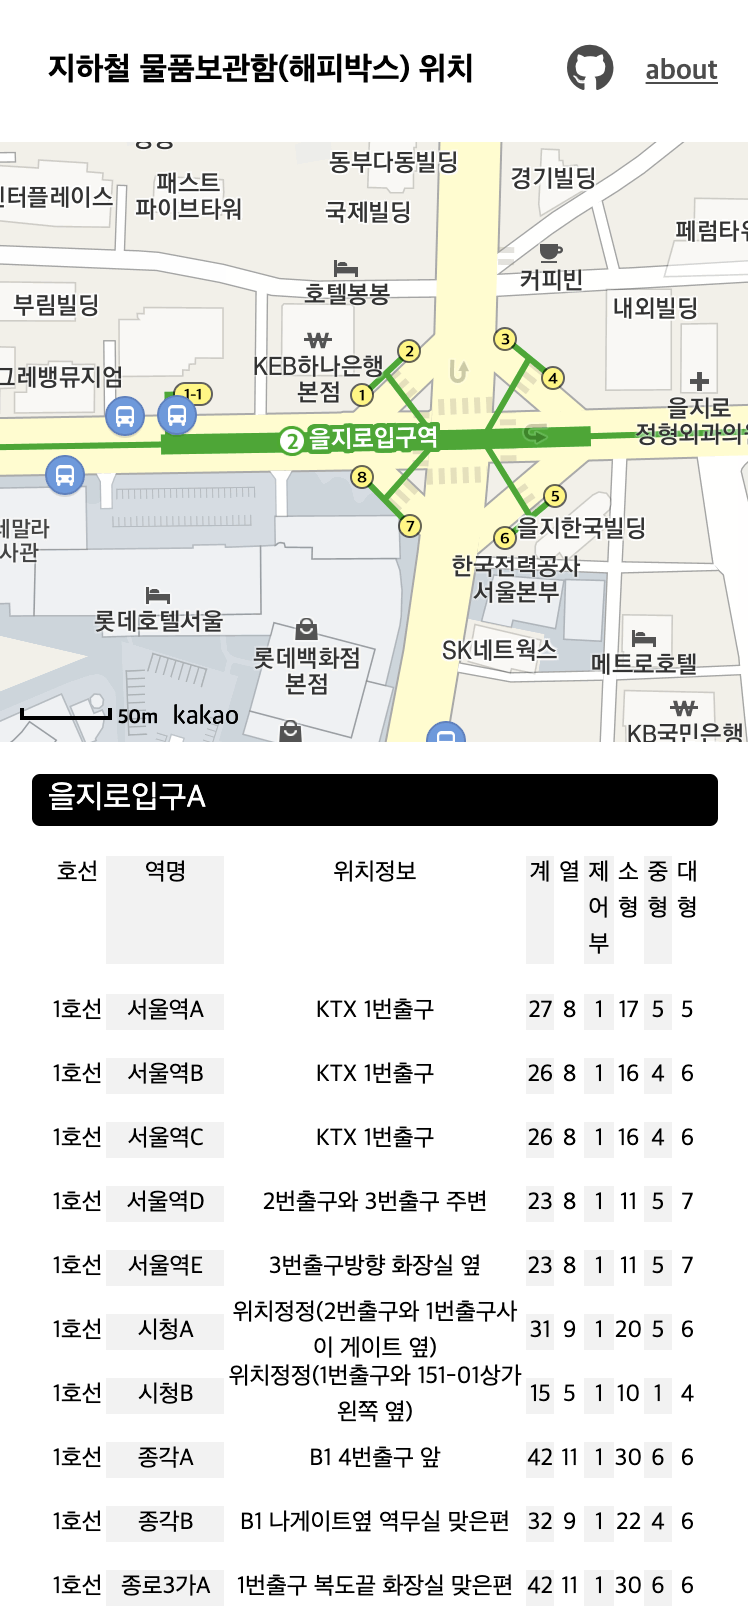 지하철 물품보관함(해피박스) 위치
about
동부다동빌딩
경기빌딩
패스트
파이브타워
터플레이스
국제빌딩
페럼타워
커피빈
호텔봉봉
부림빌딩
내외빌딩
KEB하나은행
본점
그레뱅뮤지엄
1-1
1
2
3
4
을지로
정형외과의원
2 을지로입구역
8
7
5
6
을지한국빌딩
한국전력공사
서울본부
데말라
사관
롯데호텔서울
롯데백화점
본점
SK네트웍스
메트로호텔
KB국민은행
50m kakao
을지로입구A
호선 역명 위치정보 계 열 제어부 소형 중형 대형
1호선 서울역A KTX 1번출구 27 8 1 17 5 5
1호선 서울역B KTX 1번출구 26 8 1 16 4 6
1호선 서울역C KTX 1번출구 26 8 1 16 4 6
1호선 서울역D 2번출구와 3번출구 주변 23 8 1 11 5 7
1호선 서울역E 3번출구방향 화장실 옆 23 8 1 11 5 7
1호선 시청A 위치정정(2번출구와 1번출구사이 게이트 옆) 31 9 1 20 5 6
1호선 시청B 위치정정(1번출구와 151-01상가 왼쪽 옆) 15 5 1 10 1 4
1호선 종각A B1 4번출구 앞 42 11 1 30 6 6
1호선 종각B B1 나게이트옆 역무실 맞은편 32 9 1 22 4 6
1호선 종로3가A 1번출구 복도끝 화장실 맞은편 42 11 1 30 6 6